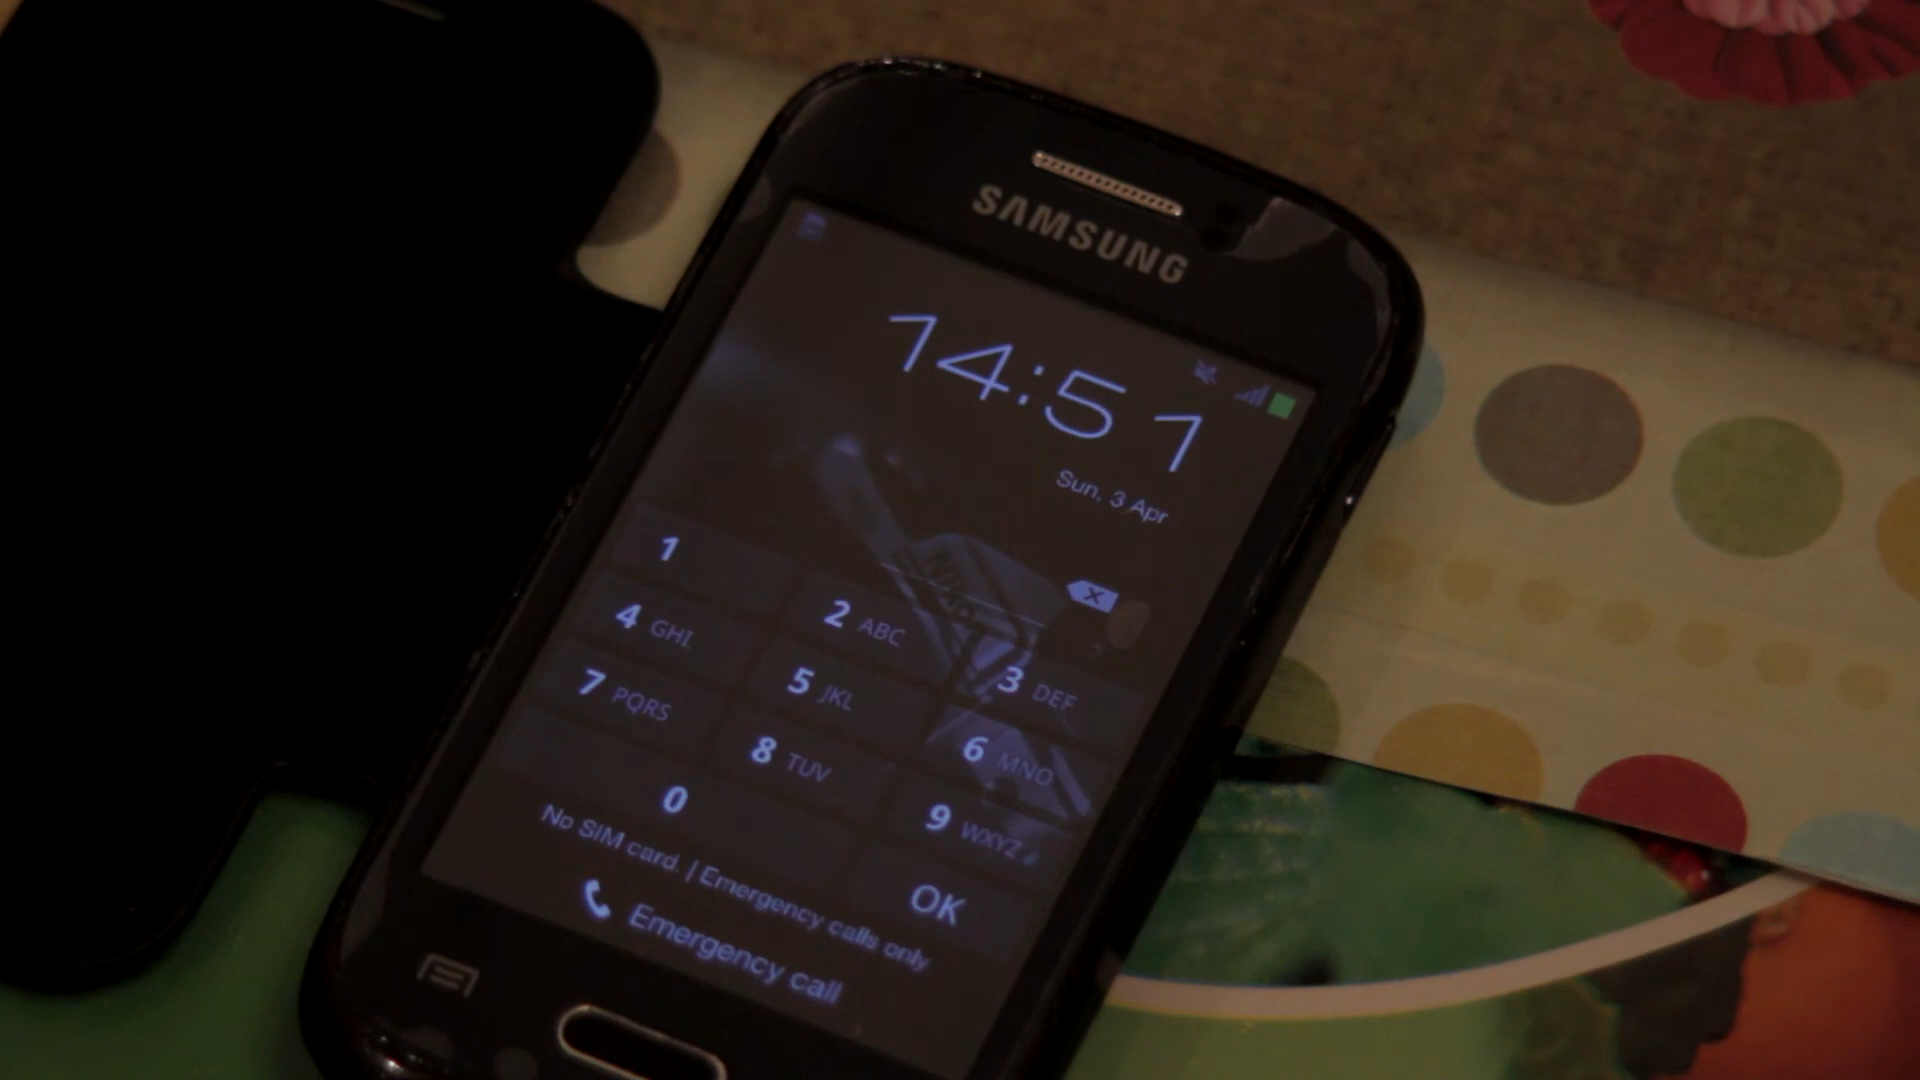 SAMSUNG
14:51
Sun, 3 Apr
1
2 ABC
3 DEF
4 GHI
5 JKL
6 MNO
7 PQRS
8 TUV
9 WXYZ
0
OK
No SIM card. | Emergency calls only
Emergency call